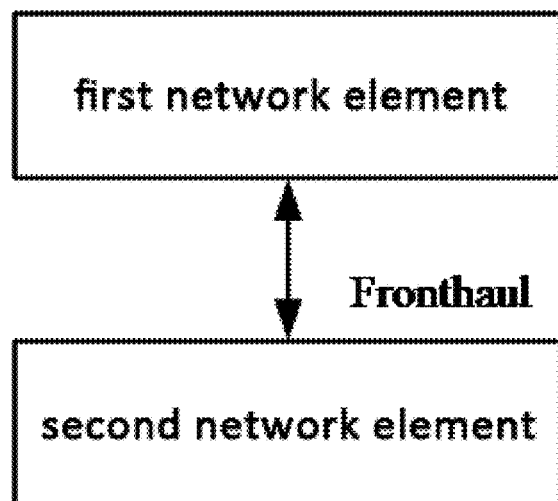 first network element
Fronthaul
second network element